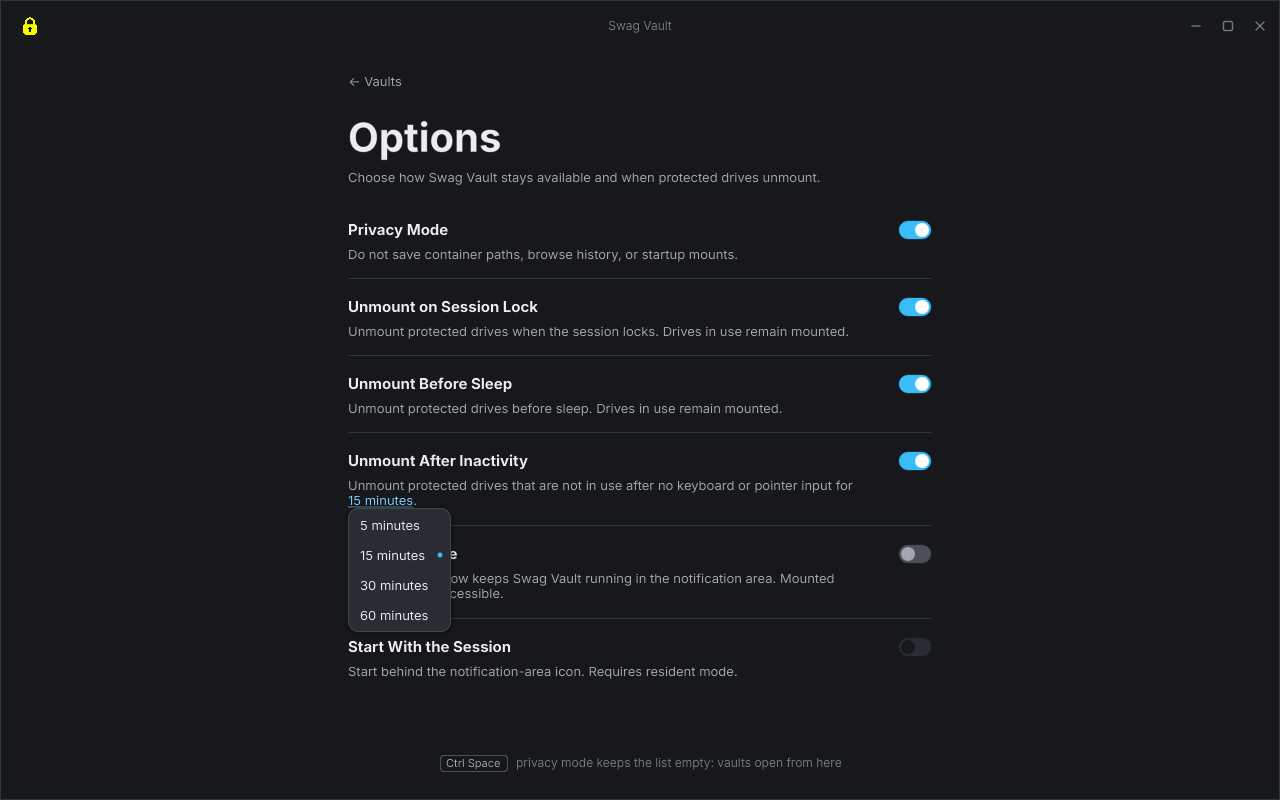 Swag Vault
← Vaults
Options
Choose how Swag Vault stays available and when protected drives unmount.
Privacy Mode
Do not save container paths, browse history, or startup mounts.
Unmount on Session Lock
Unmount protected drives when the session locks. Drives in use remain mounted.
Unmount Before Sleep
Unmount protected drives before sleep. Drives in use remain mounted.
Unmount After Inactivity
Unmount protected drives that are not in use after no keyboard or pointer input for
15 minutes.
5 minutes
15 minutes
30 minutes
60 minutes
keeps Swag Vault running in the notification area. Mounted
Start With the Session
Start behind the notification-area icon. Requires resident mode.
Ctrl Space privacy mode keeps the list empty: vaults open from here